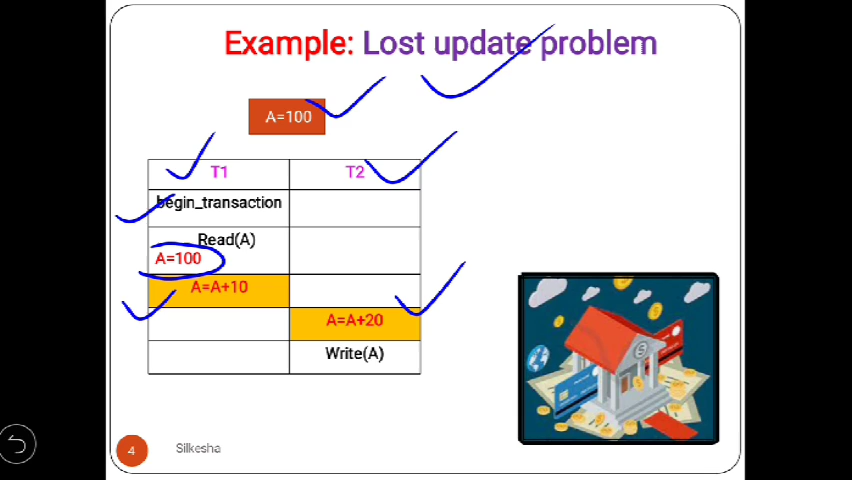 Example: Lost update problem
A=100
T1 T2
begin_transaction
Read(A)
A=100
A=A+10
A=A+20
Write(A)
4 Silkesha